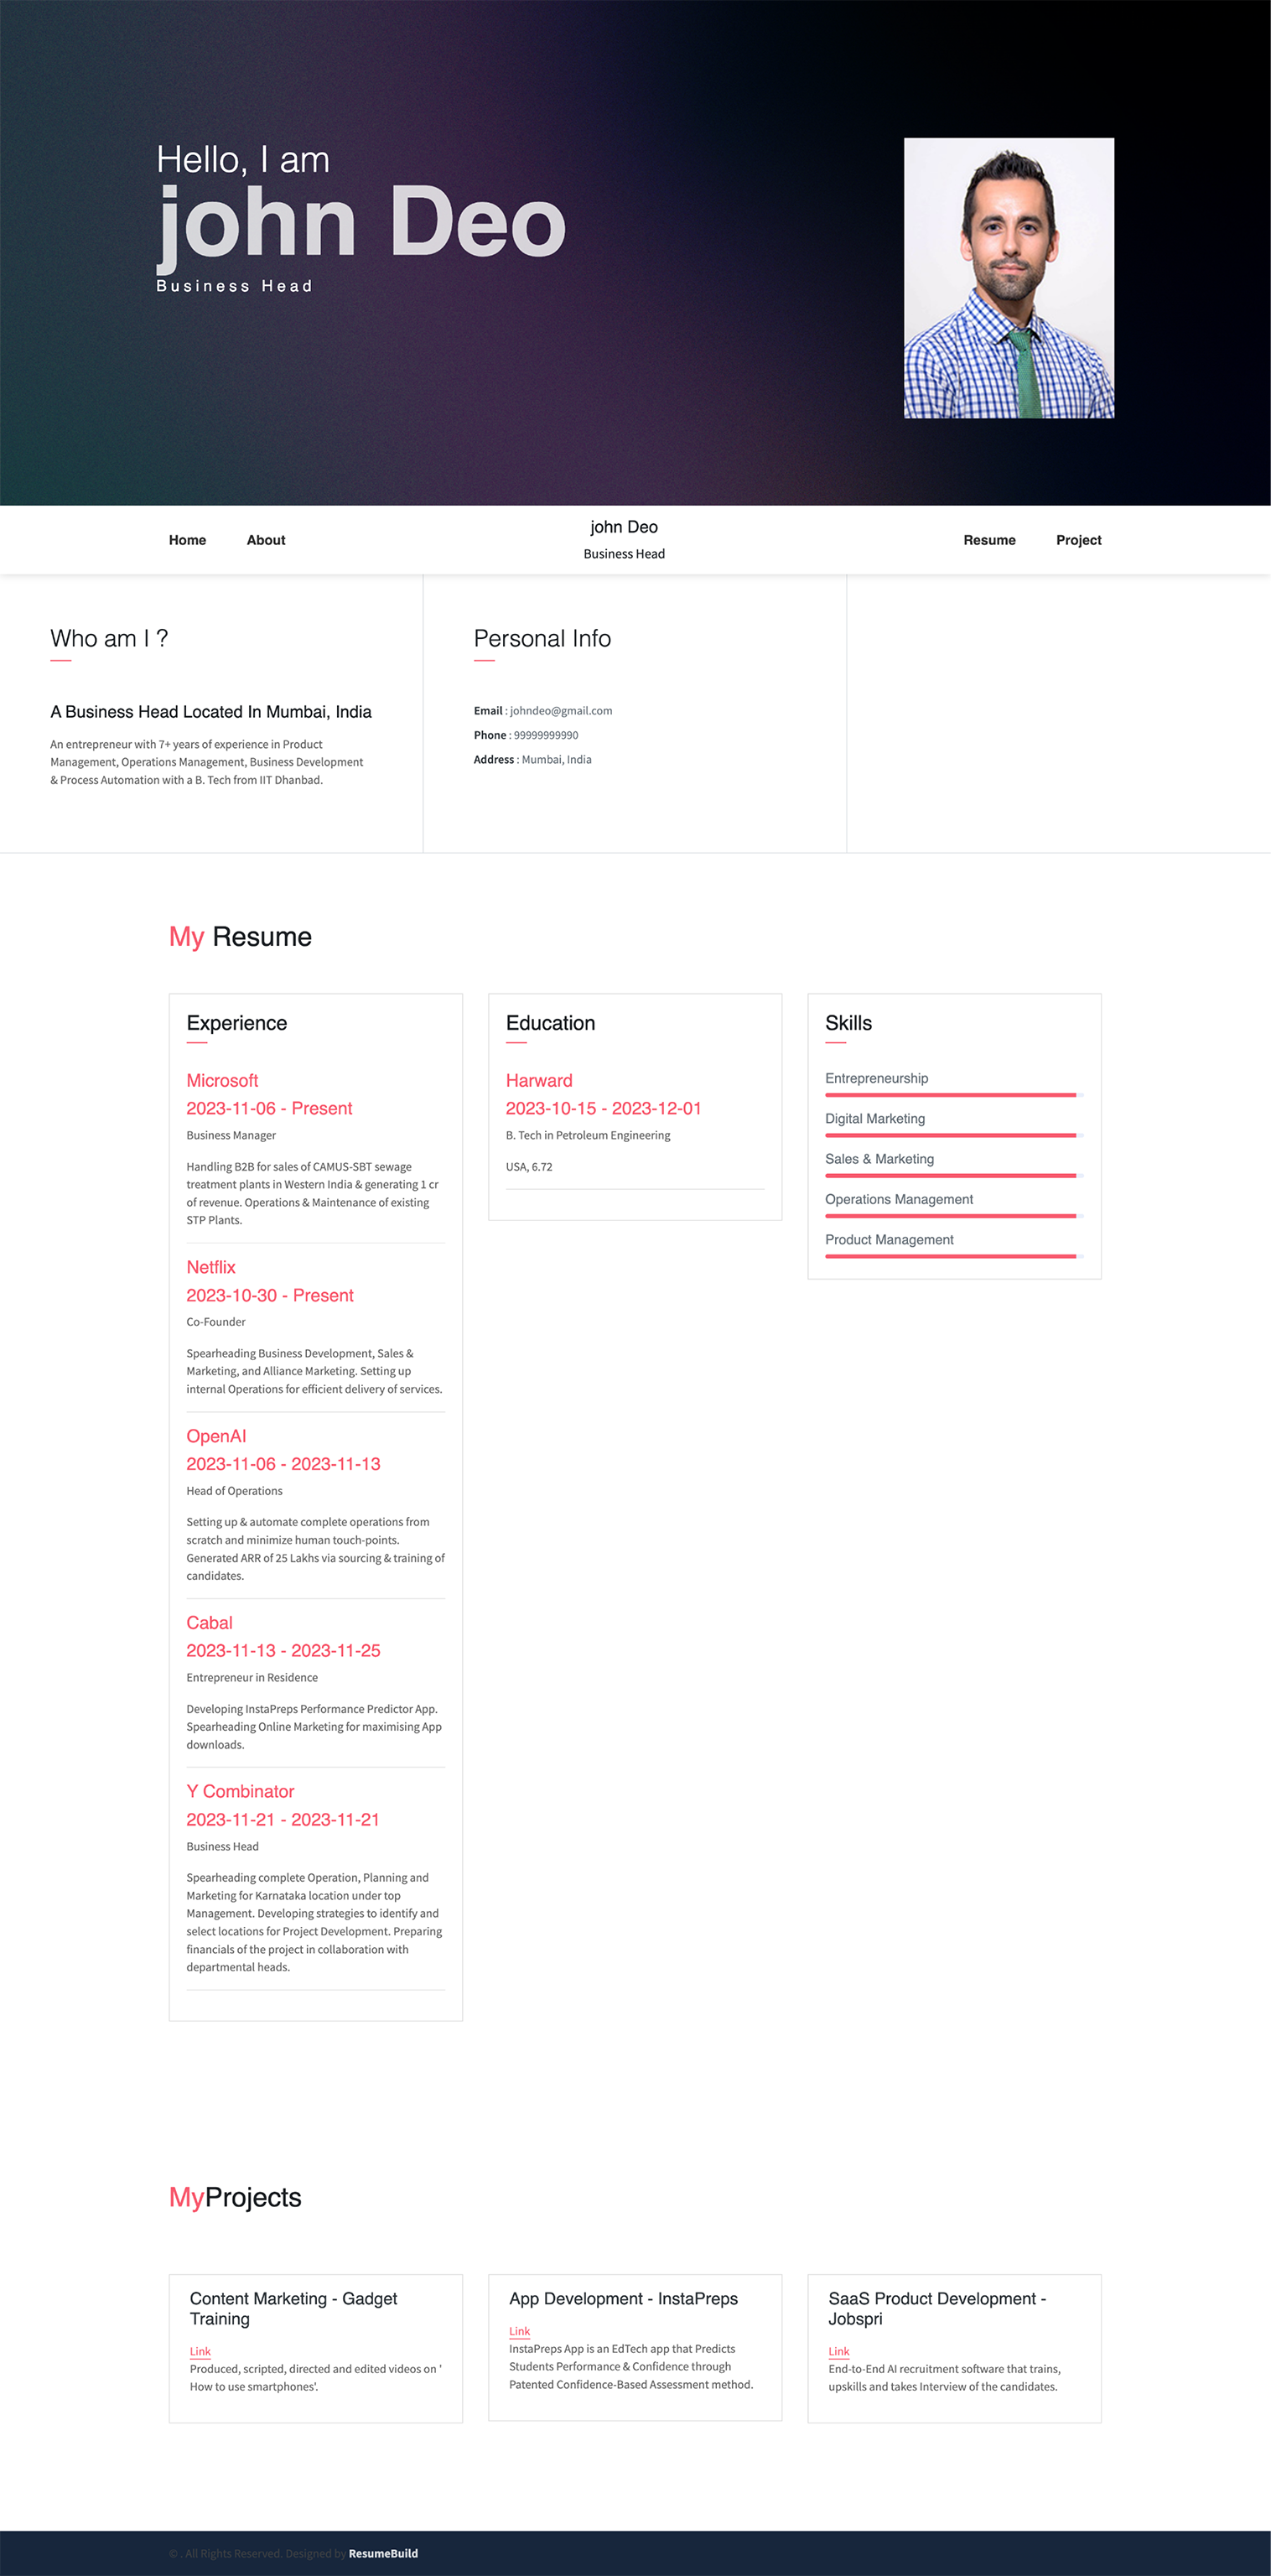 Hello, I am
john Deo
Business Head
Home
About
john Deo
Business Head
Resume
Project
Who am I ?
A Business Head Located In Mumbai, India
An entrepreneur with 7+ years of experience in Product
Management, Operations Management, Business Development
& Process Automation with a B. Tech from IIT Dhanbad.
Personal Info
Email : johndeo@gmail.com
Phone : 99999999990
Address : Mumbai, India
My Resume
Experience
Microsoft
2023-11-06 - Present
Business Manager
Handling B2B for sales of CAMUS-SBT sewage
treatment plants in Western India & generating 1 cr
of revenue. Operations & Maintenance of existing
STP Plants.
Netflix
2023-10-30 - Present
Co-Founder
Spearheading Business Development, Sales &
Marketing, and Alliance Marketing. Setting up
internal Operations for efficient delivery of services.
OpenAI
2023-11-06 - 2023-11-13
Head of Operations
Setting up & automate complete operations from
scratch and minimize human touch-points.
Generated ARR of 25 Lakhs via sourcing & training of
candidates.
Cabal
2023-11-13 - 2023-11-25
Entrepreneur in Residence
Developing InstaPreps Performance Predictor App.
Spearheading Online Marketing for maximising App
downloads.
Y Combinator
2023-11-21 - 2023-11-21
Business Head
Spearheading complete Operation, Planning and
Marketing for Karnataka location under top
Management. Developing strategies to identify and
select locations for Project Development. Preparing
financials of the project in collaboration with
departmental heads.
Education
Harward
2023-10-15 - 2023-12-01
B. Tech in Petroleum Engineering
USA, 6.72
Skills
Entrepreneurship
Digital Marketing
Sales & Marketing
Operations Management
Product Management
MyProjects
Content Marketing - Gadget
Training
Link
Produced, scripted, directed and edited videos on '
How to use smartphones'.
App Development - InstaPreps
Link
InstaPreps App is an EdTech app that Predicts
Students Performance & Confidence through
Patented Confidence-Based Assessment method.
SaaS Product Development -
Jobspri
Link
End-to-End AI recruitment software that trains,
upskills and takes Interview of the candidates.
© . All Rights Reserved. Designed by ResumeBuild